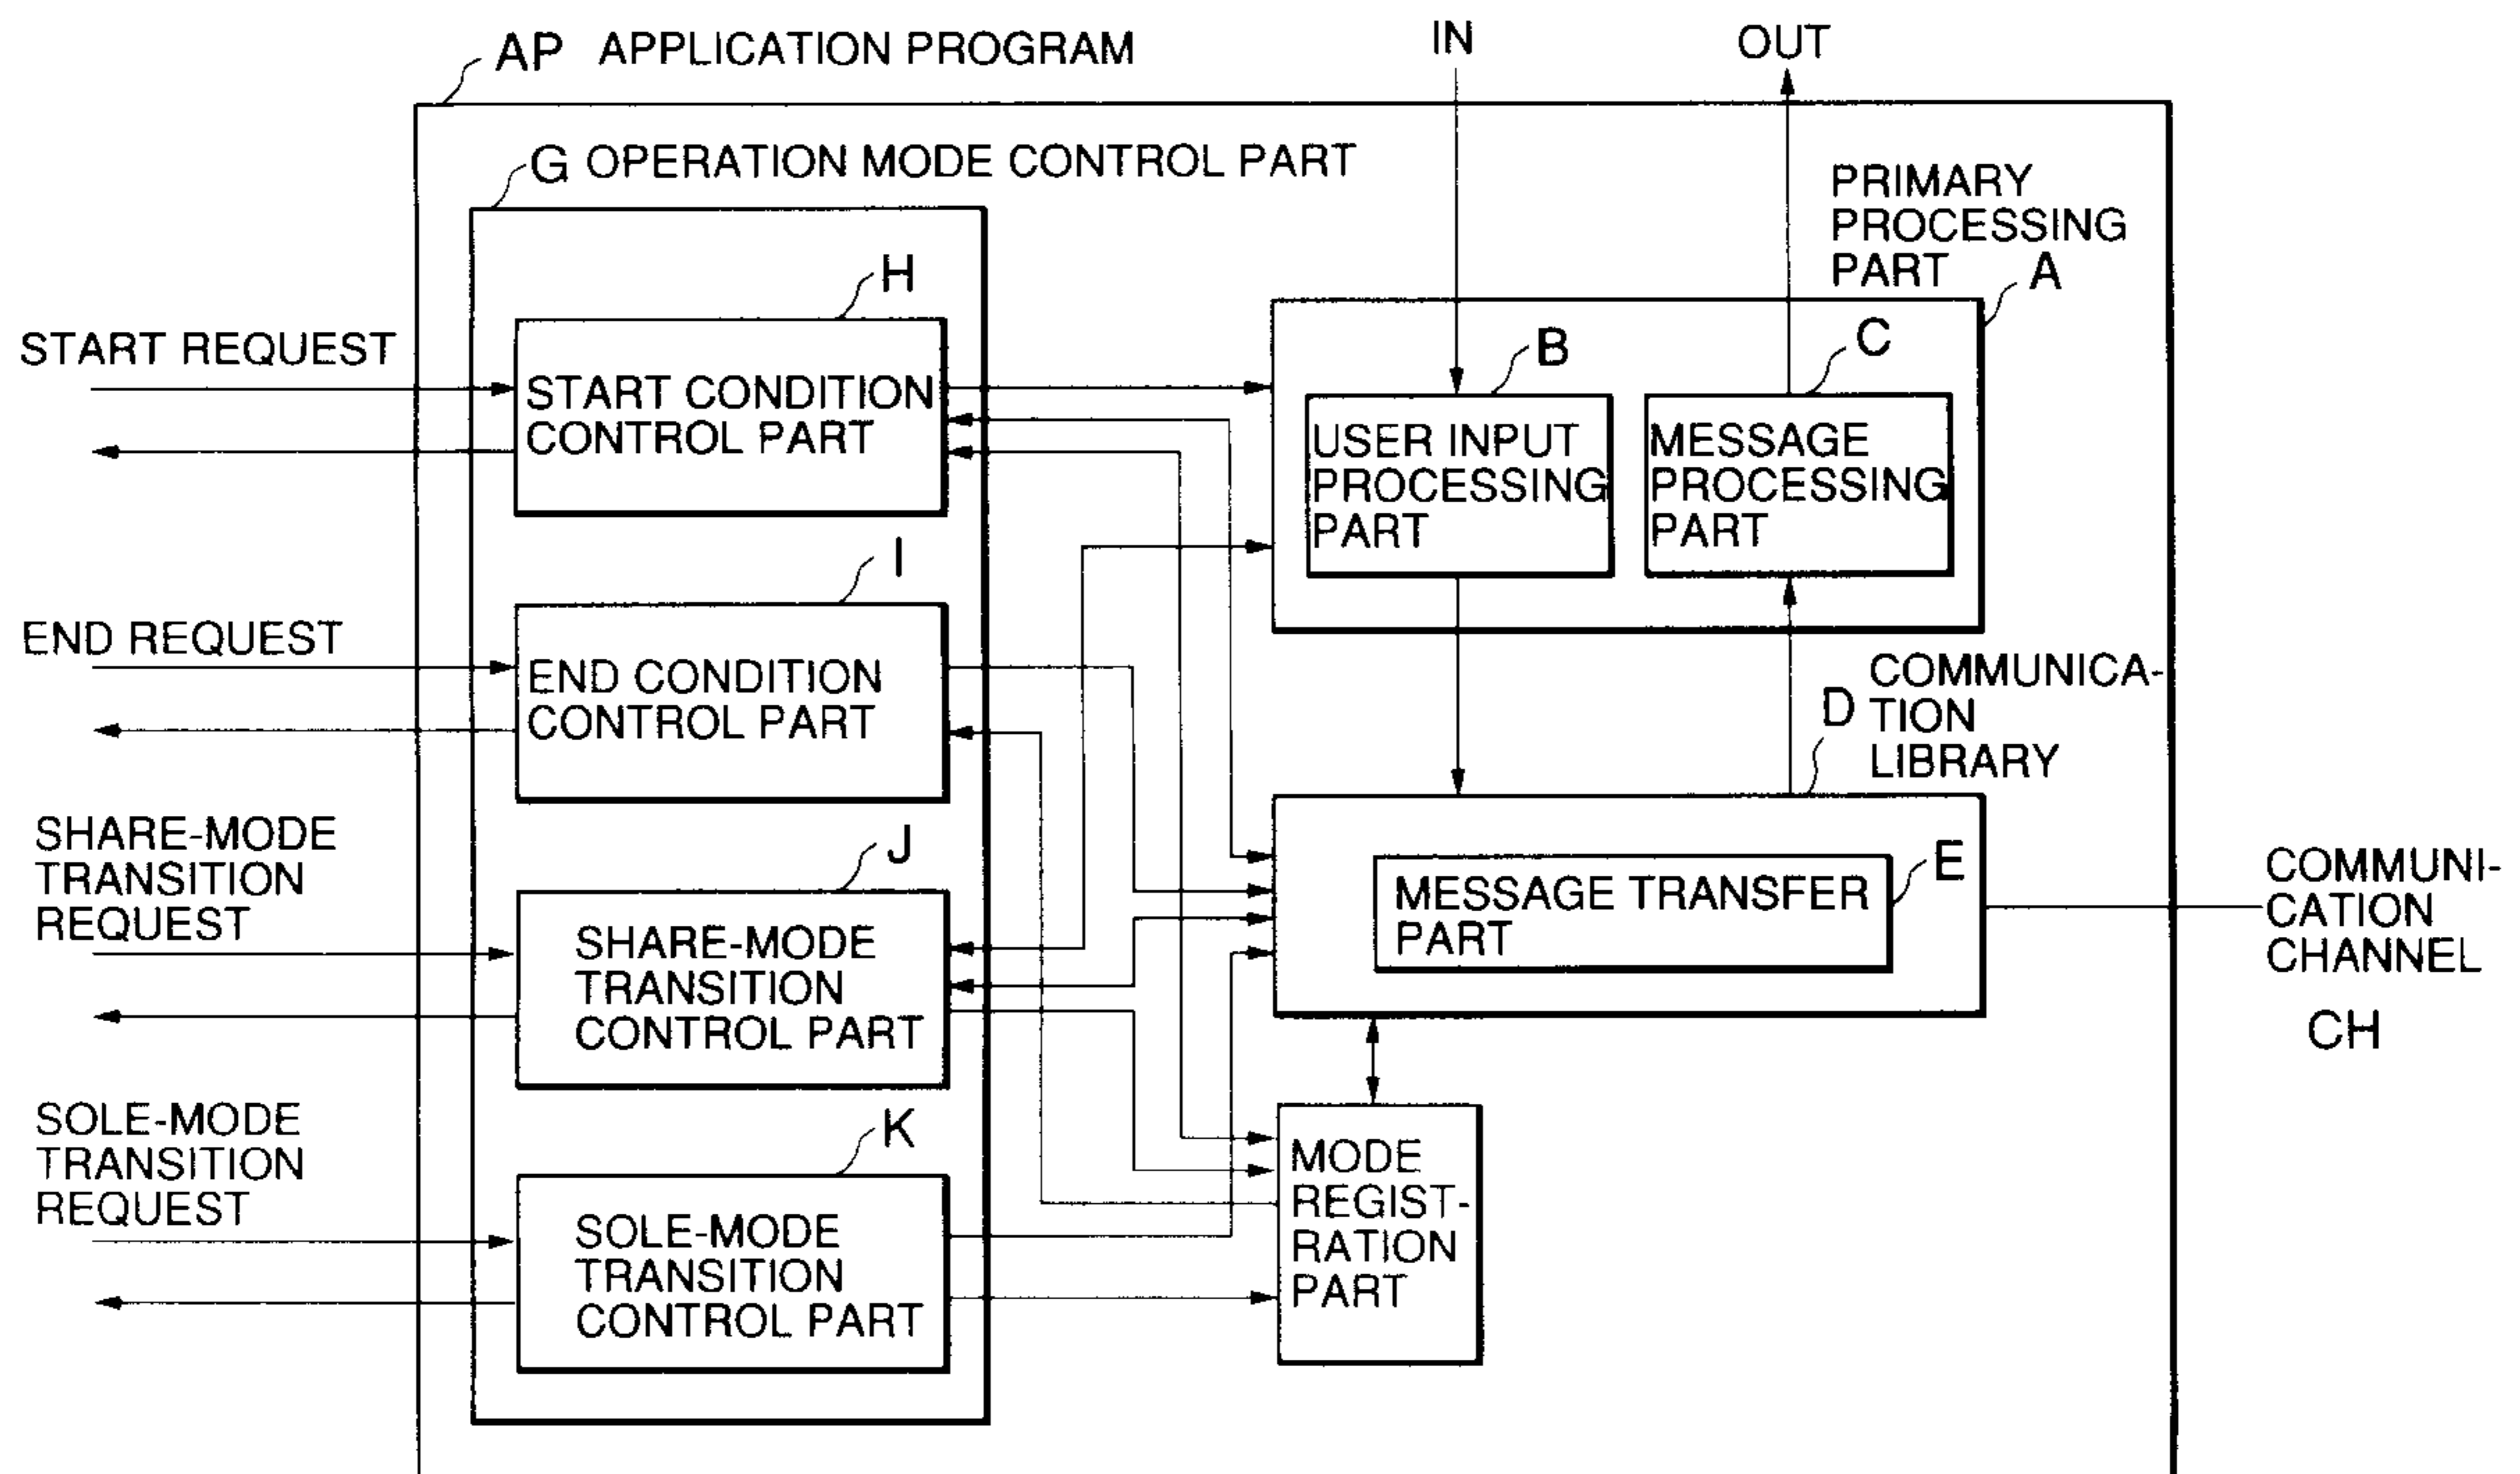 AP APPLICATION PROGRAM
IN
OUT
G OPERATION MODE CONTROL PART
PRIMARY
PROCESSING
PART A
H
START REQUEST
START CONDITION
CONTROL PART
B
C
USER INPUT
PROCESSING
PART
MESSAGE
PROCESSING
PART
I
END REQUEST
END CONDITION
CONTROL PART
COMMUNICA-
D TION
LIBRARY
SHARE-MODE
TRANSITION
REQUEST
J
SHARE-MODE
TRANSITION
CONTROL PART
E
MESSAGE TRANSFER
PART
COMMUNI-
CATION
CHANNEL
CH
SOLE-MODE
TRANSITION
REQUEST
K
SOLE-MODE
TRANSITION
CONTROL PART
MODE
REGIST-
RATION
PART